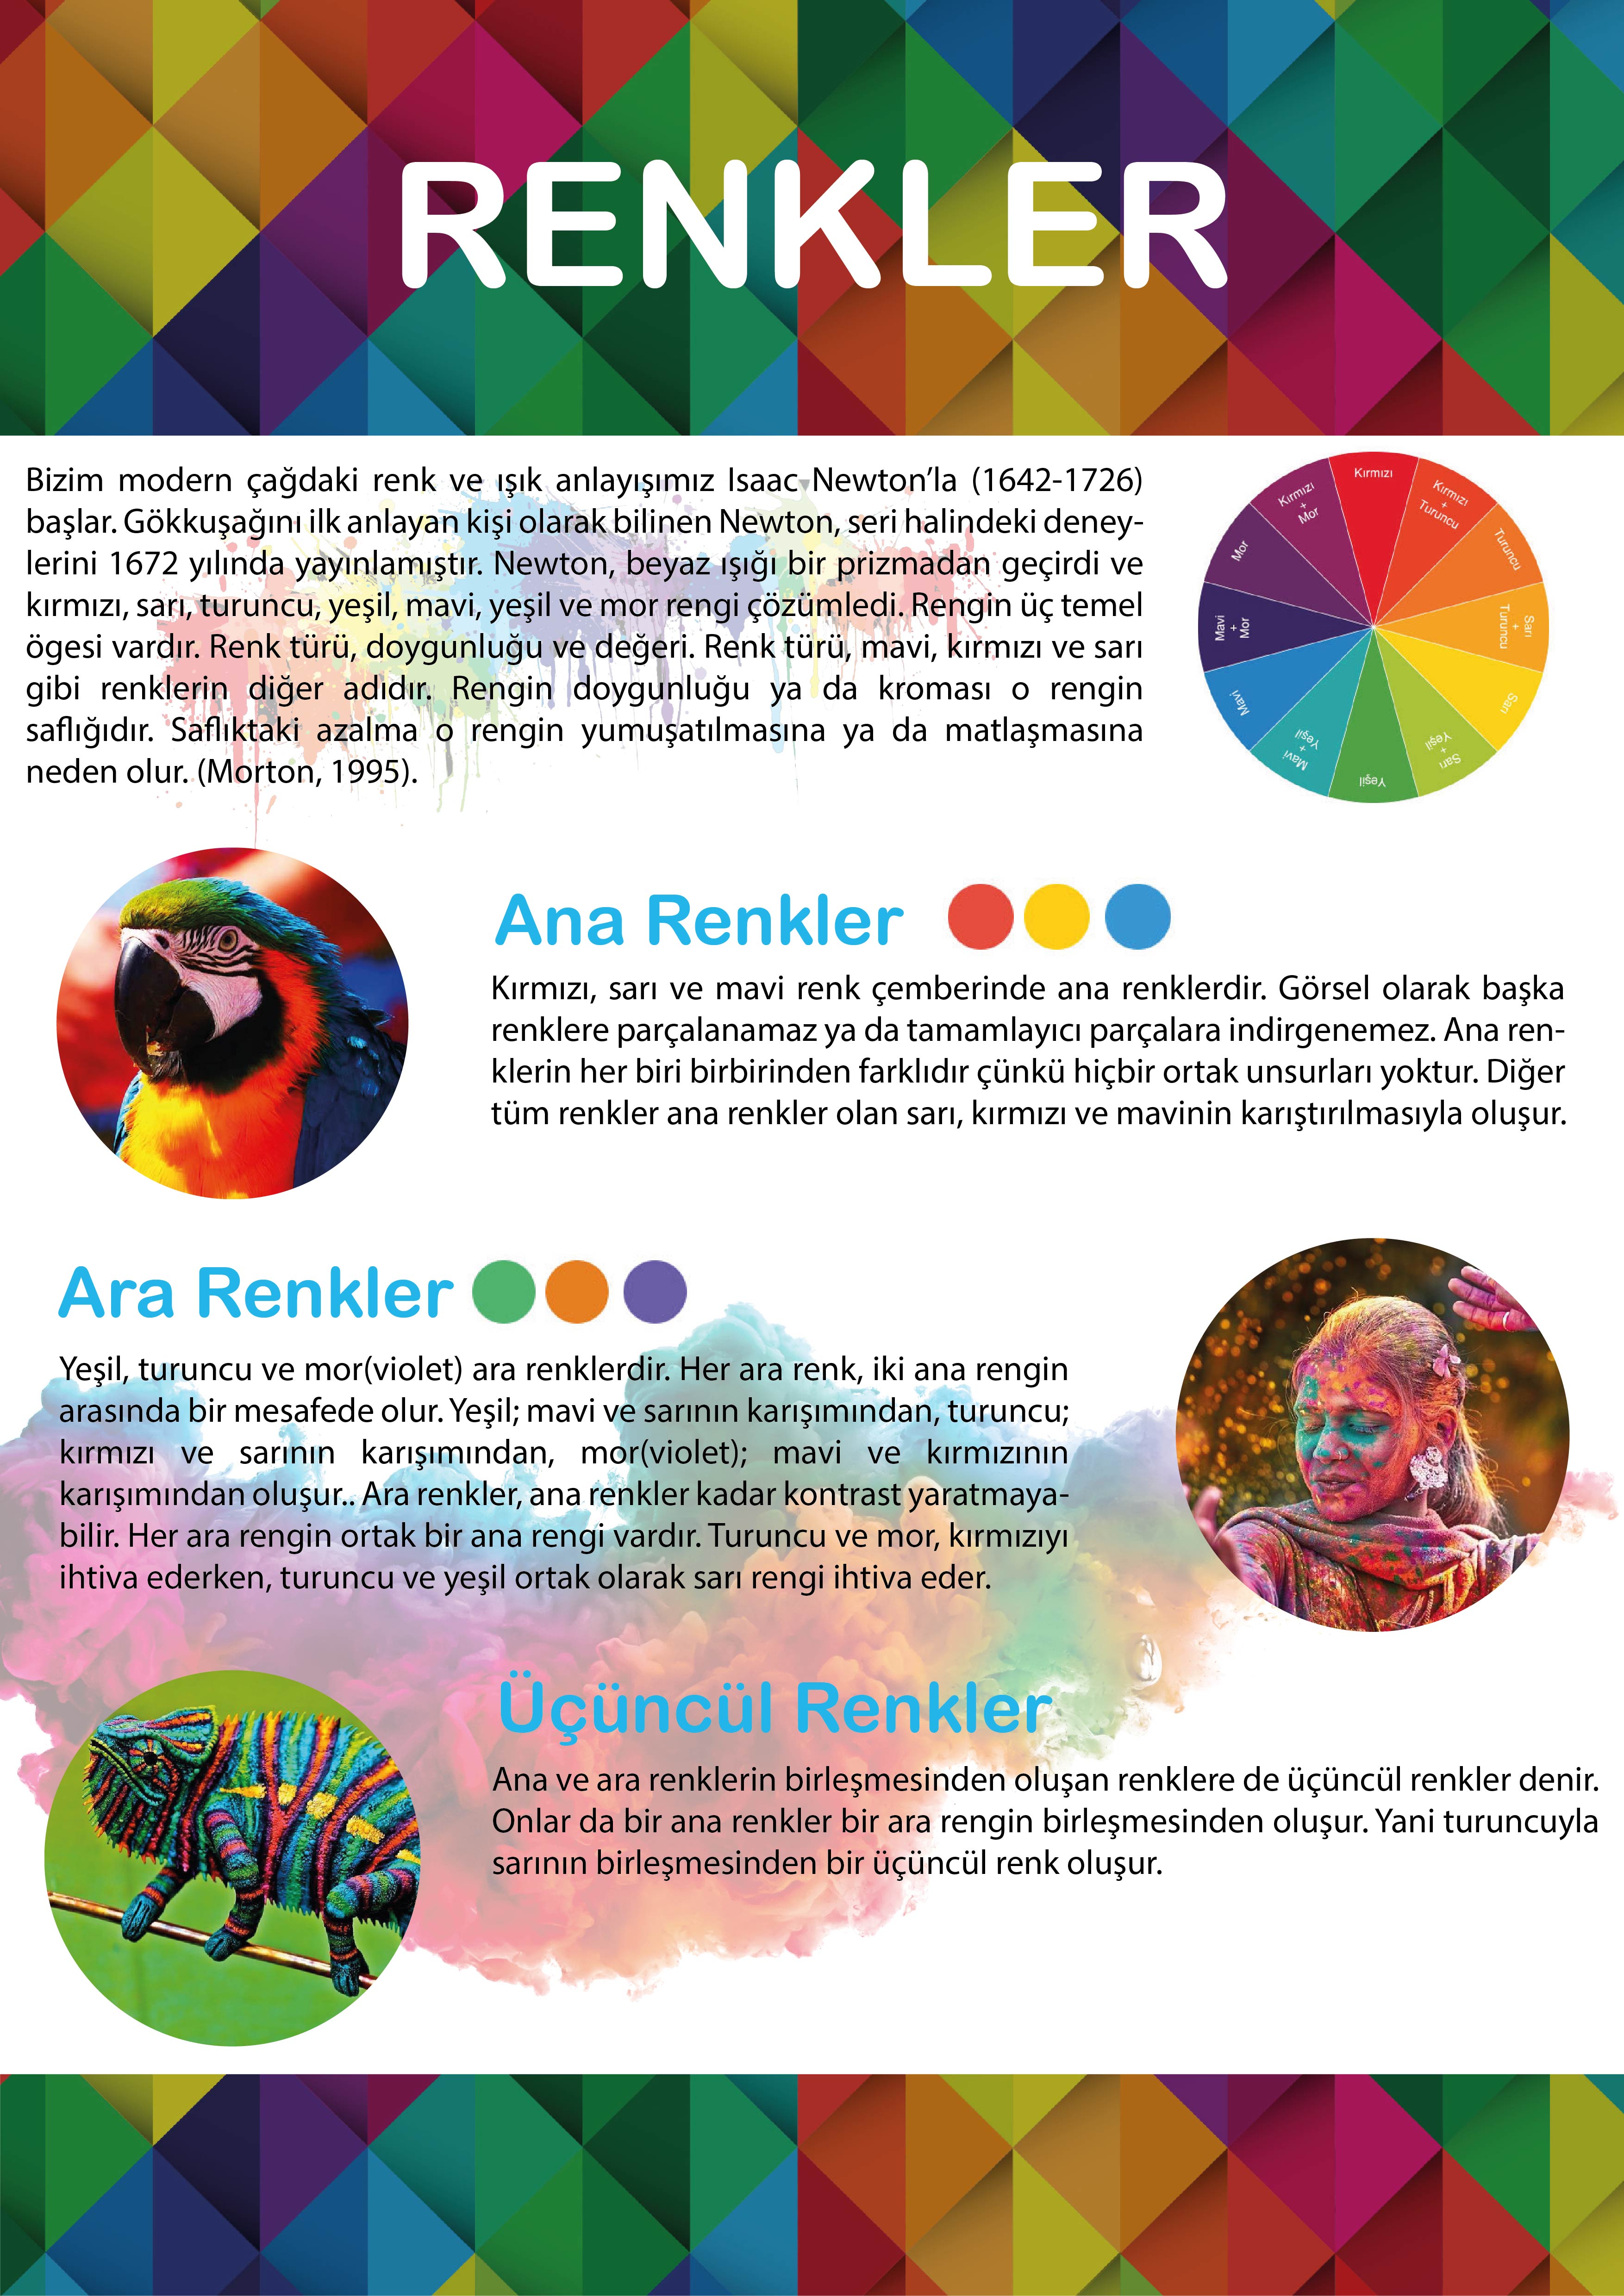 RENKLER
Bizim modern çağdaki renk ve ışık anlayışımız Isaac Newton’la (1642-1726)
başlar. Gökkuşağını ilk anlayan kişi olarak bilinen Newton, seri halindeki deney-
lerini 1672 yılında yayınlamıştır. Newton, beyaz ışığı bir prizmadan geçirdi ve
kırmızı, sarı, turuncu, yeşil, mavi, yeşil ve mor rengi çözümledi. Rengin üç temel
ögesi vardır. Renk türü, doygunluğu ve değeri. Renk türü, mavi, kırmızı ve sarı
gibi renklerin diğer adıdır. Rengin doygunluğu ya da kroması o rengin
saflığıdır. Saflıktaki azalma o rengin yumuşatılmasına ya da matlaşmasına
neden olur. (Morton, 1995).
Kırmızı
Kırmızı
+
Turuncu
Turuncu
Sarı
+
Turuncu
Sarı
Sarı
+
Yeşil
Yeşil
Mavi
+
Yeşil
Mavi
Mavi
+
Mor
Mor
Kırmızı
+
Mor
Ana Renkler
Kırmızı, sarı ve mavi renk çemberinde ana renklerdir. Görsel olarak başka
renklere parçalanamaz ya da tamamlayıcı parçalara indirgenemez. Ana ren-
klerin her biri birbirinden farklıdır çünkü hiçbir ortak unsurları yoktur. Diğer
tüm renkler ana renkler olan sarı, kırmızı ve mavinin karıştırılmasıyla oluşur.
Ara Renkler
Yeşil, turuncu ve mor(violet) ara renklerdir. Her ara renk, iki ana rengin
arasında bir mesafede olur. Yeşil; mavi ve sarının karışımından, turuncu;
kırmızı ve sarının karışımından, mor(violet); mavi ve kırmızının
karışımından oluşur.. Ara renkler, ana renkler kadar kontrast yaratmaya-
bilir. Her ara rengin ortak bir ana rengi vardır. Turuncu ve mor, kırmızıyı
ihtiva ederken, turuncu ve yeşil ortak olarak sarı rengi ihtiva eder.
Üçüncül Renkler
Ana ve ara renklerin birleşmesinden oluşan renklere de üçüncül renkler denir.
Onlar da bir ana renkler bir ara rengin birleşmesinden oluşur. Yani turuncuyla
sarının birleşmesinden bir üçüncül renk oluşur.